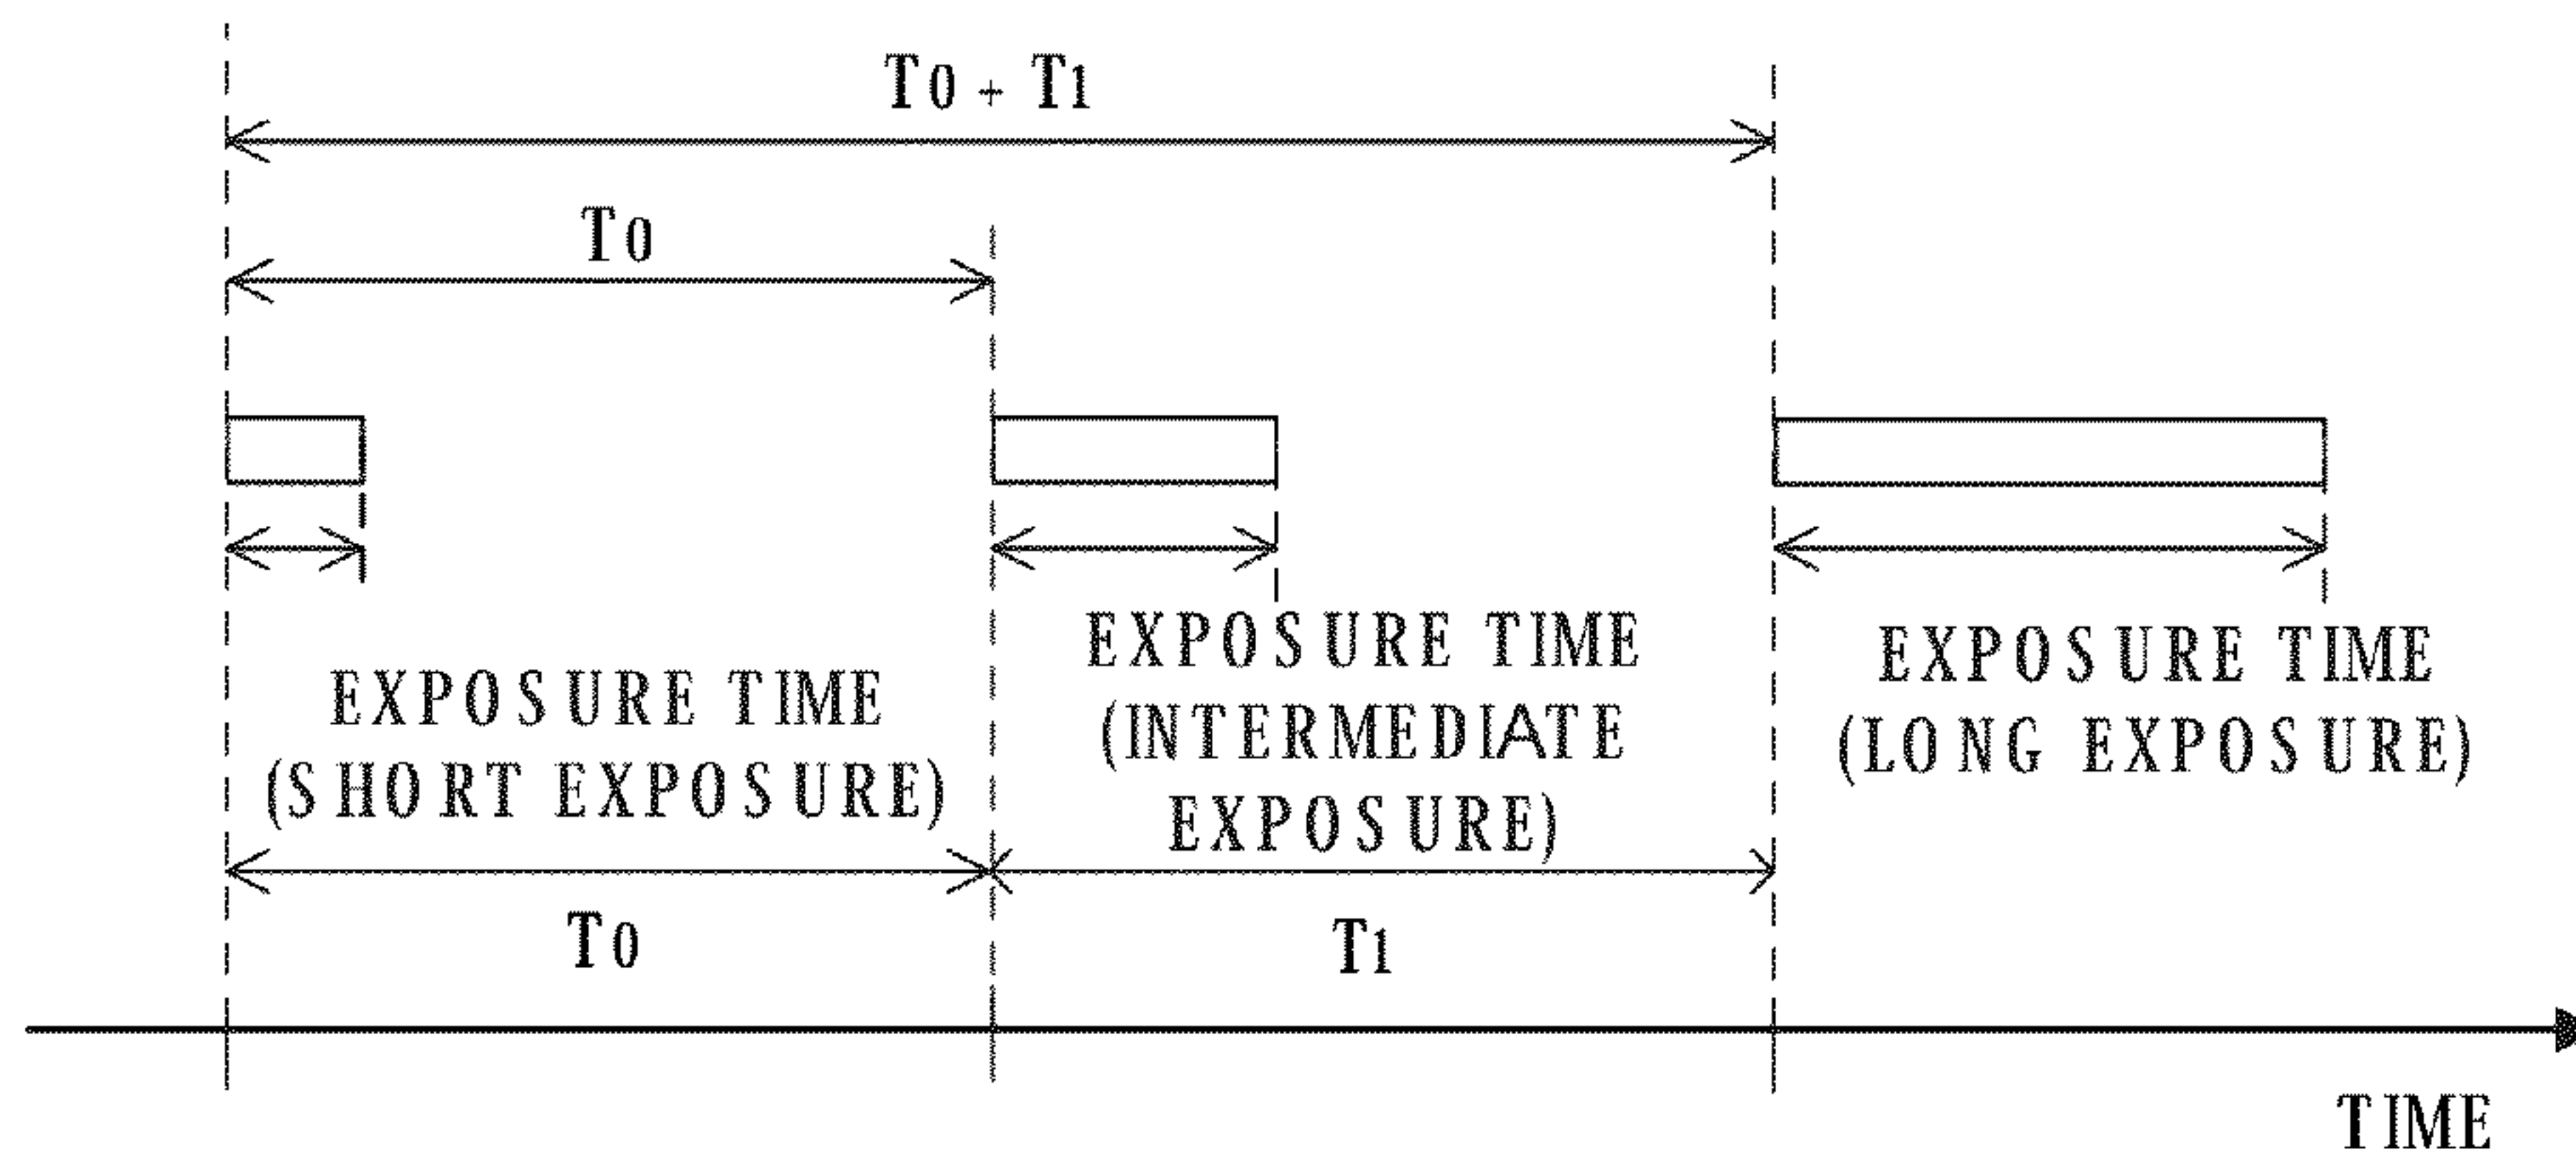 T0 + T1
T0
EXPOSURE TIME
(SHORT EXPOSURE)
EXPOSURE TIME
(INTERMEDIATE
EXPOSURE)
EXPOSURE TIME
(LONG EXPOSURE)
T0
T1
TIME